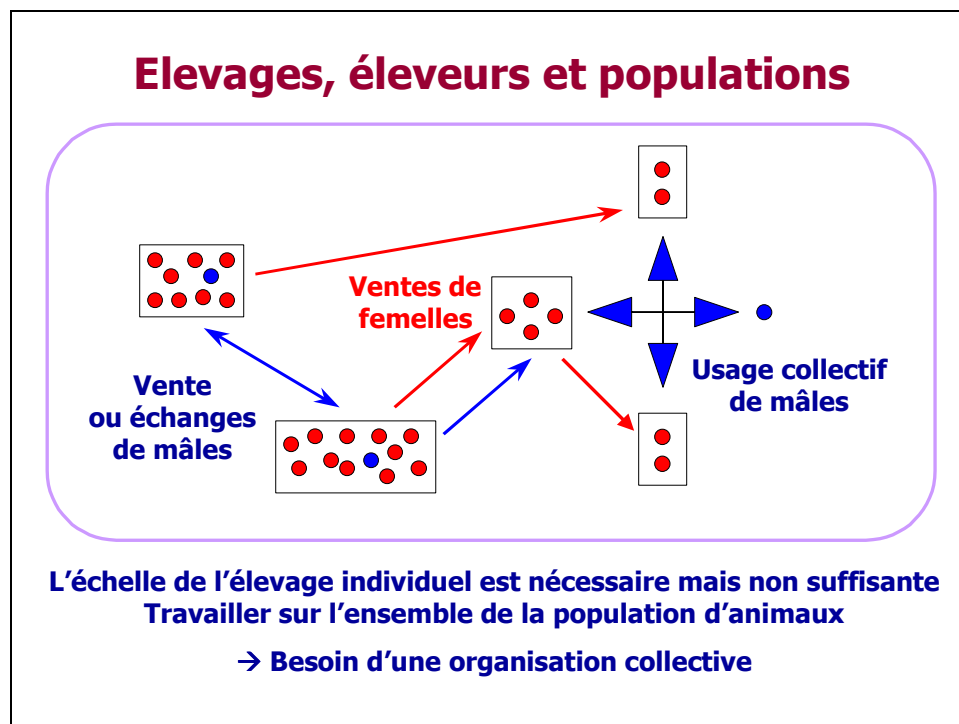 Elevages, éleveurs et populations
Ventes de
femelles
Vente
ou échanges
de mâles
Usage collectif
de mâles
L’échelle de l’élevage individuel est nécessaire mais non suffisante
Travailler sur l’ensemble de la population d’animaux
→ Besoin d’une organisation collective